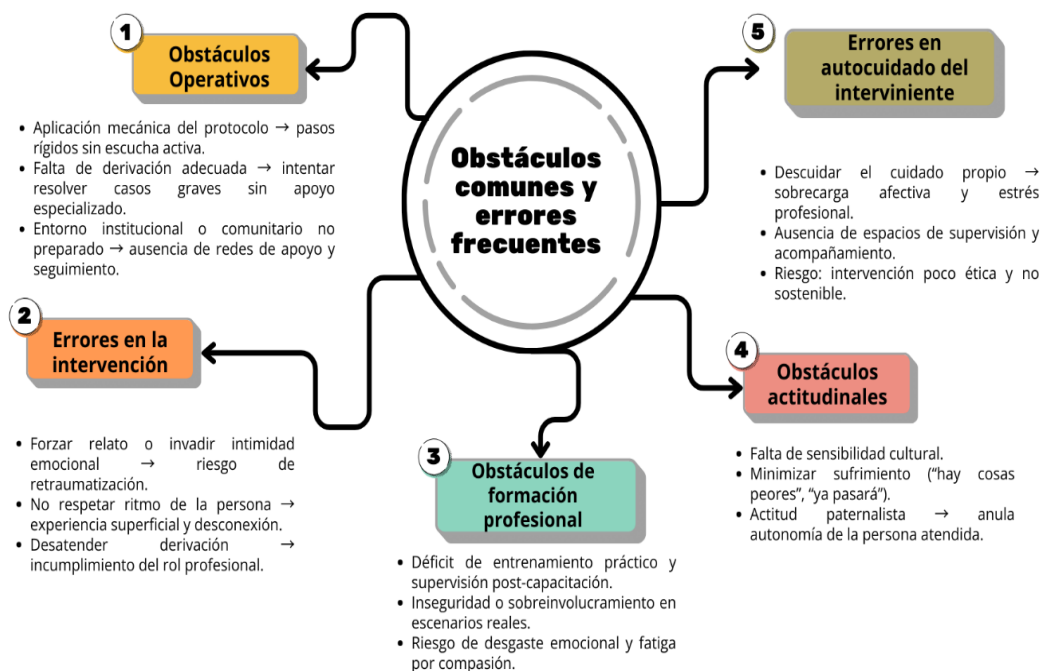 Obstáculos comunes y
errores
frecuentes
1
Obstáculos
Operativos
• Aplicación mecánica del protocolo → pasos
rígidos sin escucha activa.
• Falta de derivación adecuada → intentar
resolver casos graves sin apoyo
especializado.
• Entorno institucional o comunitario no
preparado → ausencia de redes de apoyo y
seguimiento.
2
Errores en la
intervención
• Forzar relato o invadir intimidad
emocional → riesgo de
retraumatización.
• No respetar ritmo de la persona →
experiencia superficial y desconexión.
• Desatender derivación →
incumplimiento del rol profesional.
3
Obstáculos de
formación
profesional
• Déficit de entrenamiento práctico y
supervisión post-capacitación.
• Inseguridad o sobreinvolucramiento en
escenarios reales.
• Riesgo de desgaste emocional y fatiga
por compasión.
4
Obstáculos
actitudinales
• Falta de sensibilidad cultural.
• Minimizar sufrimiento (“hay cosas
peores”, “ya pasará”).
• Actitud paternalista → anula
autonomía de la persona atendida.
5
Errores en
autocuidado del
interviniente
• Descuidar el cuidado propio →
sobrecarga afectiva y estrés
profesional.
• Ausencia de espacios de supervisión y
acompañamiento.
• Riesgo: intervención poco ética y no
sostenible.